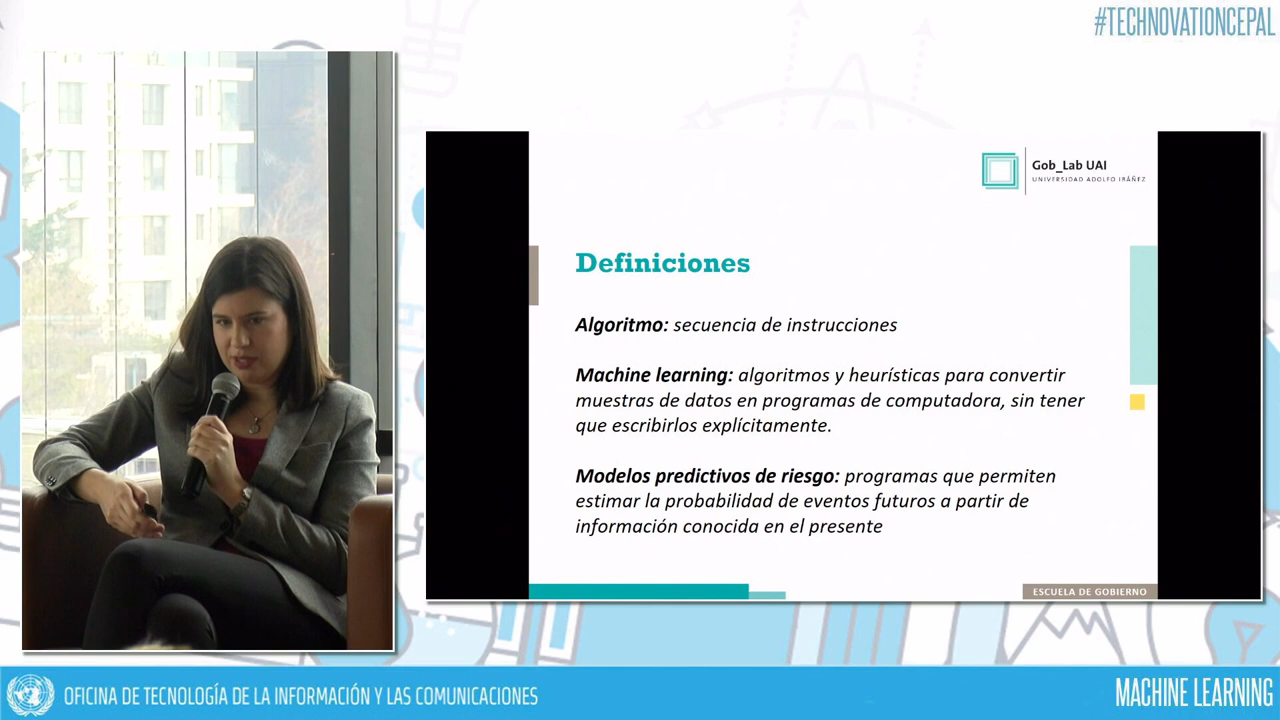 #TECHNOVATIONCEPAL
Gob_Lab UAI
UNIVERSIDAD ADOLFO IBÁÑEZ
Definiciones
Algoritmo: secuencia de instrucciones
Machine learning: algoritmos y heurísticas para convertir
muestras de datos en programas de computadora, sin tener
que escribirlos explícitamente.
Modelos predictivos de riesgo: programas que permiten
estimar la probabilidad de eventos futuros a partir de
información conocida en el presente
ESCUELA DE GOBIERNO
OFICINA DE TECNOLOGÍA DE LA INFORMACIÓN Y LAS COMUNICACIONES
MACHINE LEARNING